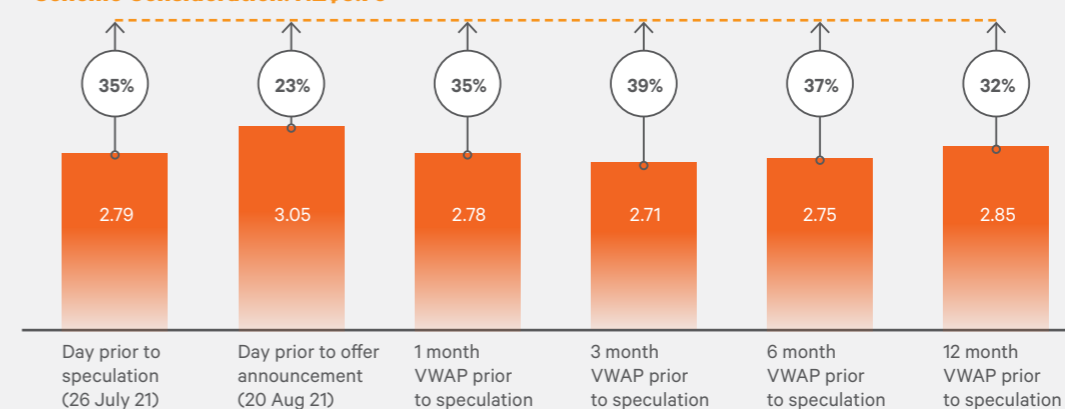 35%
23%
35%
39%
37%
32%
2.79
3.05
2.78
2.71
2.75
2.85
Day prior to
speculation
(26 July 21)
Day prior to offer
announcement
(20 Aug 21)
1 month
VWAP prior
to speculation
3 month
VWAP prior
to speculation
6 month
VWAP prior
to speculation
12 month
VWAP prior
to speculation